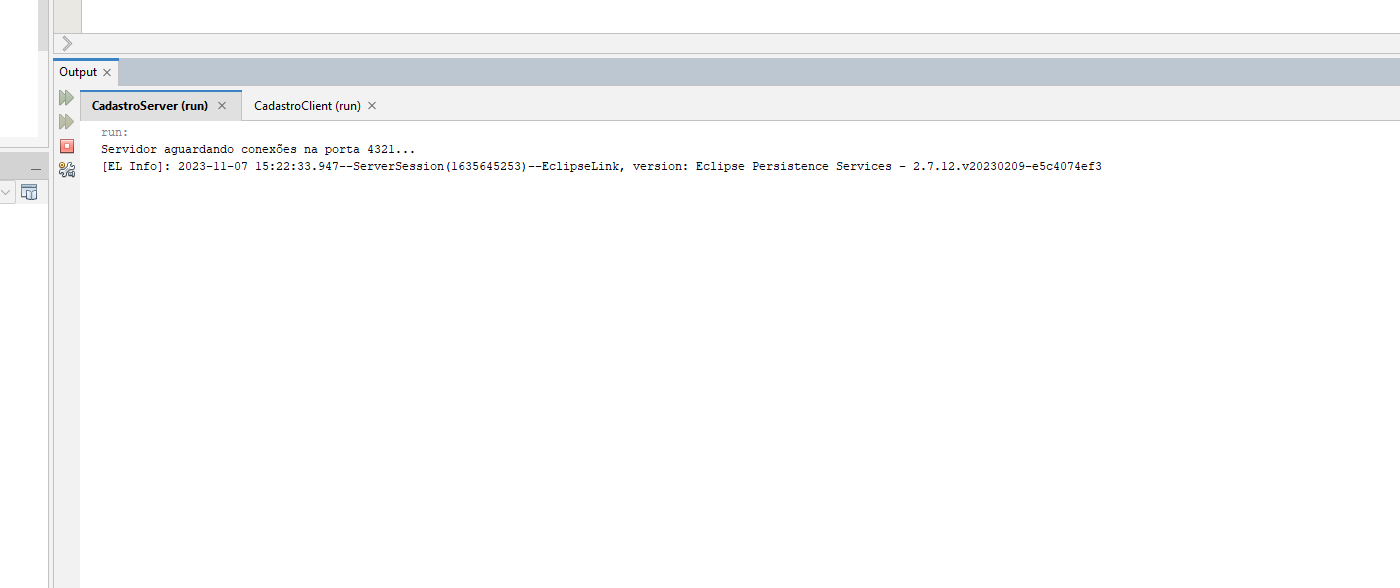 Output
CadastroServer (run)
CadastroClient (run)
run:
Servidor aguardando conexões na porta 4321...
[EL Info]: 2023-11-07 15:22:33.947--ServerSession(1635645253)--EclipseLink, version: Eclipse Persistence Services - 2.7.12.v20230209-e5c4074ef3